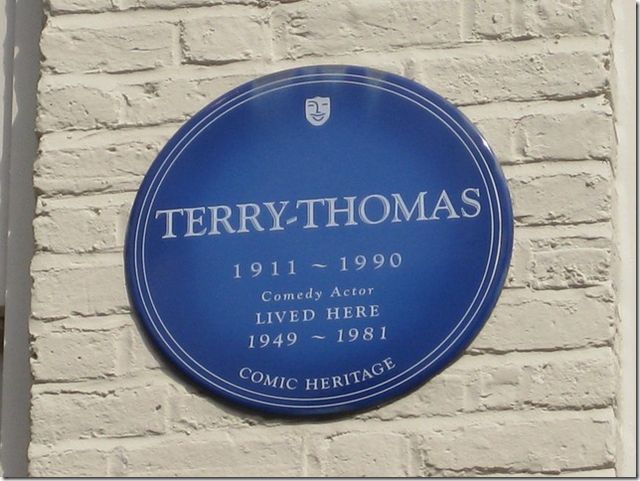 TERRY-THOMAS
1911 ~ 1990
Comedy Actor
LIVED HERE
1949 ~ 1981
COMIC HERITAGE